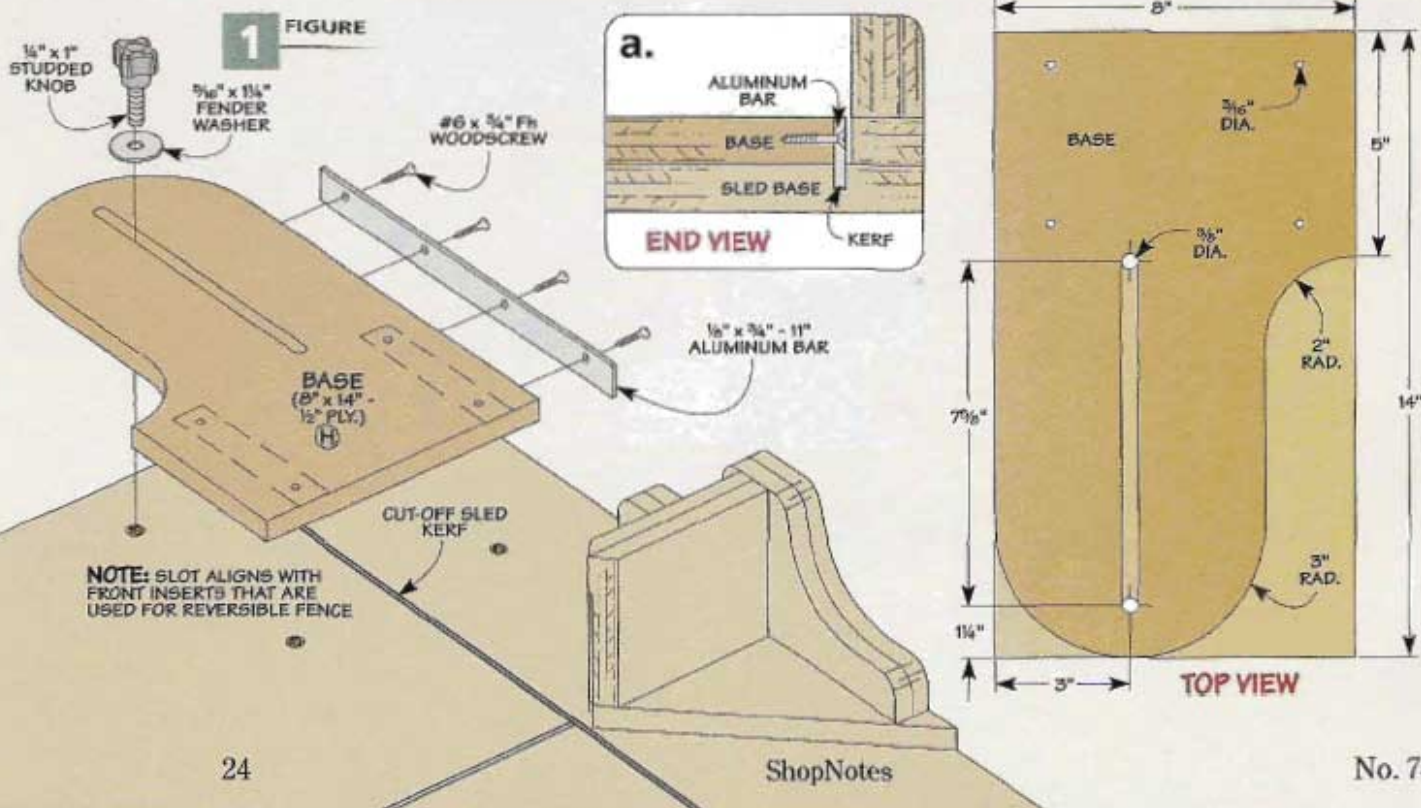 1 FIGURE
¼" x 1"
STUDDED
KNOB
5⁄16" x 1¼"
FENDER
WASHER
#6 x ¾" Fh
WOODSCREW
⅛" x ¾" - 11"
ALUMINUM BAR
BASE
(8" x 14" -
½" PLY.)
H
CUT-OFF SLED
KERF
NOTE: SLOT ALIGNS WITH
FRONT INSERTS THAT ARE
USED FOR REVERSIBLE FENCE
a.
ALUMINUM
BAR
BASE
SLED BASE
KERF
END VIEW
8"
3⁄16"
DIA.
BASE
5"
⅜"
DIA.
2"
RAD.
14"
7⅝"
3"
RAD.
1¼"
3"
TOP VIEW
24
ShopNotes
No. 7